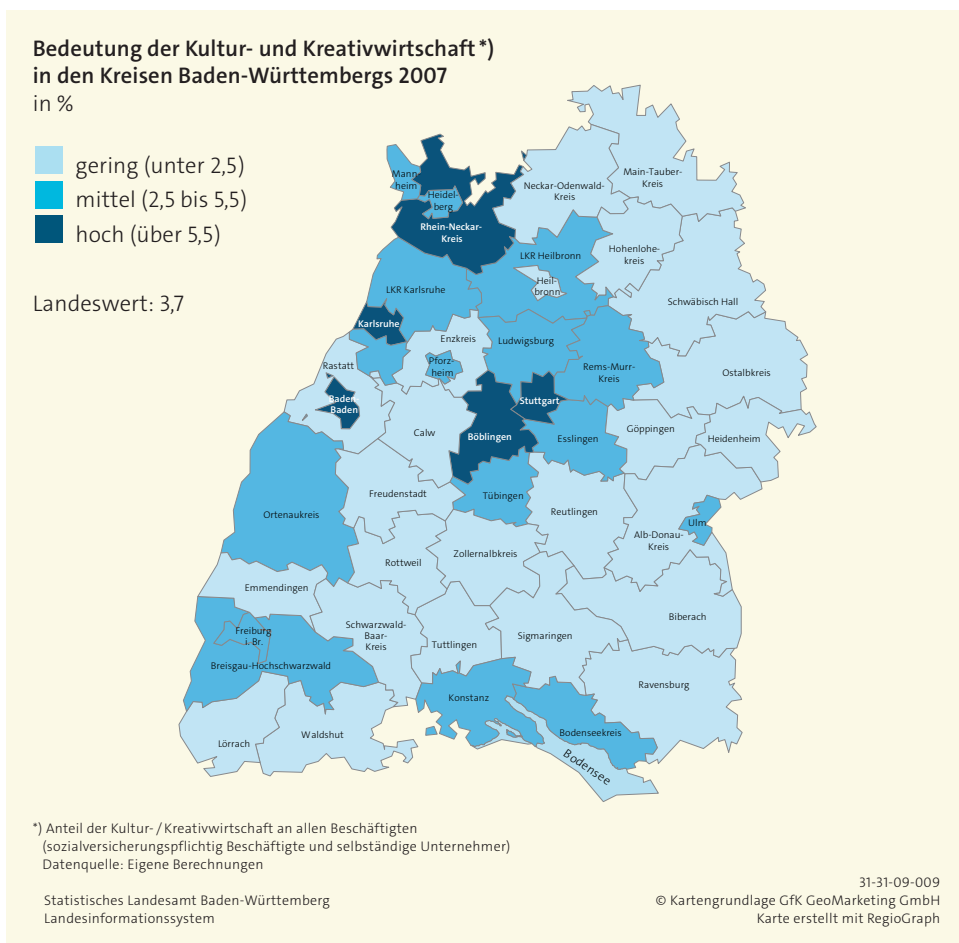 Bedeutung der Kultur- und Kreativwirtschaft *)
in den Kreisen Baden-Württembergs 2007
in %
gering (unter 2,5)
mittel (2,5 bis 5,5)
hoch (über 5,5)
Landeswert: 3,7
Main-Tauber-
Kreis
Neckar-Odenwald-
Kreis
Mann
heim
Heidel-
berg
Rhein-Neckar-
Kreis
Hohenlohe-
kreis
LKR Heilbronn
Heil-
bronn
LKR Karlsruhe
Schwäbisch Hall
Karlsruhe
Enzkreis
Ludwigsburg
Pforz-
heim
Rems-Murr-
Kreis
Rastatt
Ostalbkreis
Baden-
Baden
Stuttgart
Calw
Böblingen
Esslingen
Göppingen
Heidenheim
Freudenstadt
Tübingen
Reutlingen
Ortenaukreis
Ulm
Alb-Donau-
Kreis
Zollernalbkreis
Rottweil
Emmendingen
Biberach
Freiburg
i. Br.
Schwarzwald-
Baar-
Kreis
Tuttlingen
Sigmaringen
Breisgau-Hochschwarzwald
Ravensburg
Konstanz
Lörrach
Waldshut
Bodenseekreis
Bodensee
*) Anteil der Kultur- / Kreativwirtschaft an allen Beschäftigten
(sozialversicherungspflichtig Beschäftigte und selbständige Unternehmer)
Datenquelle: Eigene Berechnungen
Statistisches Landesamt Baden-Württemberg
Landesinformationssystem
31-31-09-009
© Kartengrundlage GfK GeoMarketing GmbH
Karte erstellt mit RegioGraph